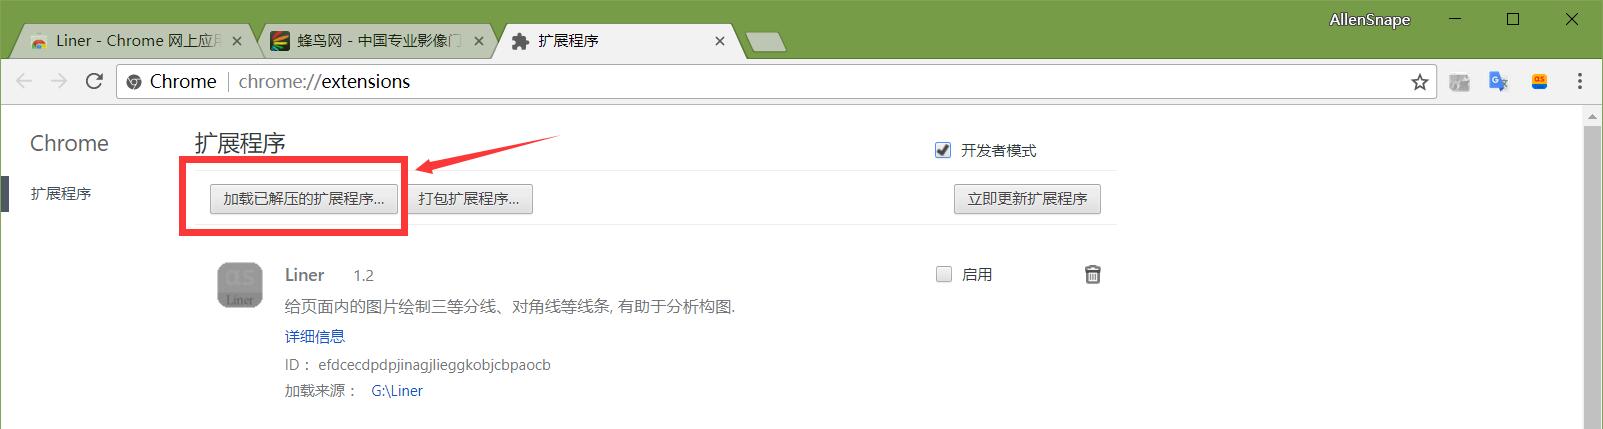 AllenSnape
Liner - Chrome 网上应用
蜂鸟网 - 中国专业影像门
扩展程序
Chrome
chrome://extensions
Chrome
扩展程序
开发者模式
扩展程序
加载已解压的扩展程序...
打包扩展程序...
立即更新扩展程序
αs
Liner
Liner 1.2
启用
给页面内的图片绘制三等分线、对角线等线条, 有助于分析构图.
详细信息
ID： efdcecdpdpjinagjlieggkobjcbpaocb
加载来源： G:\Liner